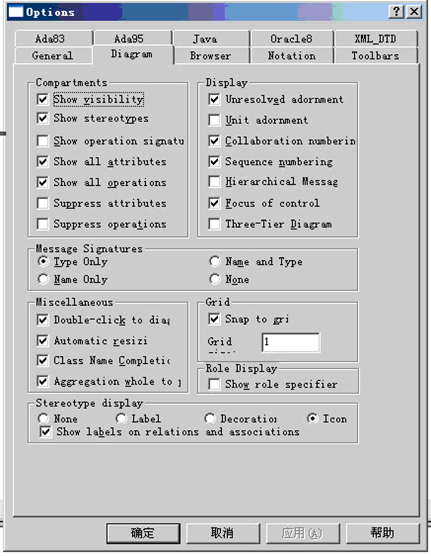 Options
Ada83 Ada95 Java Oracle8 XML_DTD
General Diagram Browser Notation Toolbars
Compartments
Show visibility
Show stereotypes
Show operation signatu
Show all attributes
Show all operations
Suppress attributes
Suppress operations
Display
Unresolved adornment
Unit adornment
Collaboration numberin
Sequence numbering
Hierarchical Messag
Focus of control
Three-Tier Diagram
Message Signatures
Type Only Name and Type
Name Only None
Miscellaneous
Double-click to diag
Automatic resizi
Class Name Completic
Aggregation whole to p
Grid
Snap to gri
Grid 1
Role Display
Show role specifier
Stereotype display
None Label Decoration Icon
Show labels on relations and associations
确定 取消 应用(A) 帮助